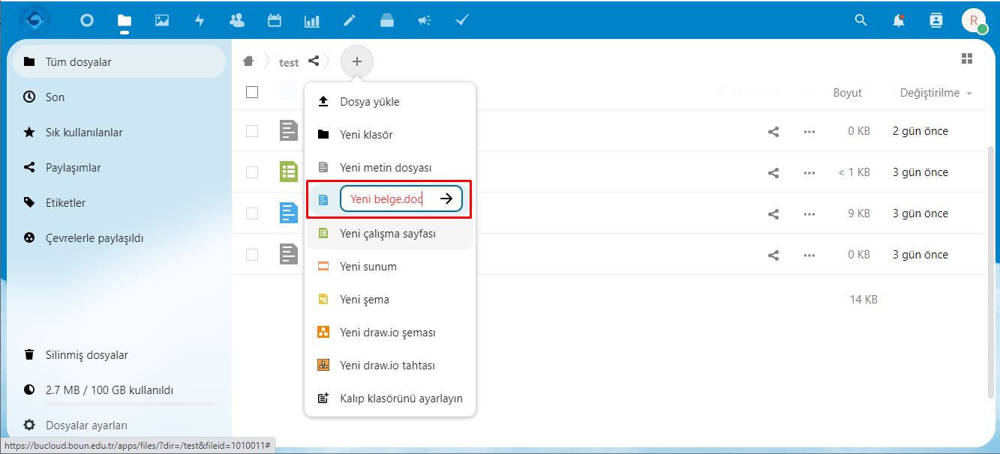 R
Tüm dosyalar
Son
Sık kullanılanlar
Paylaşımlar
Etiketler
Çevrelerle paylaşıldı
Silinmiş dosyalar
2.7 MB / 100 GB kullanıldı
Dosyalar ayarları
test
Boyut
Değiştirilme
Dosya yükle
Yeni klasör
Yeni metin dosyası
Yeni belge.doc
Yeni çalışma sayfası
Yeni sunum
Yeni şema
Yeni draw.io şeması
Yeni draw.io tahtası
Kalıp klasörünü ayarlayın
0 KB 2 gün önce
< 1 KB 3 gün önce
9 KB 3 gün önce
0 KB 3 gün önce
14 KB
https://bucloud.boun.edu.tr/apps/files/?dir=/test&fileid=1010011#